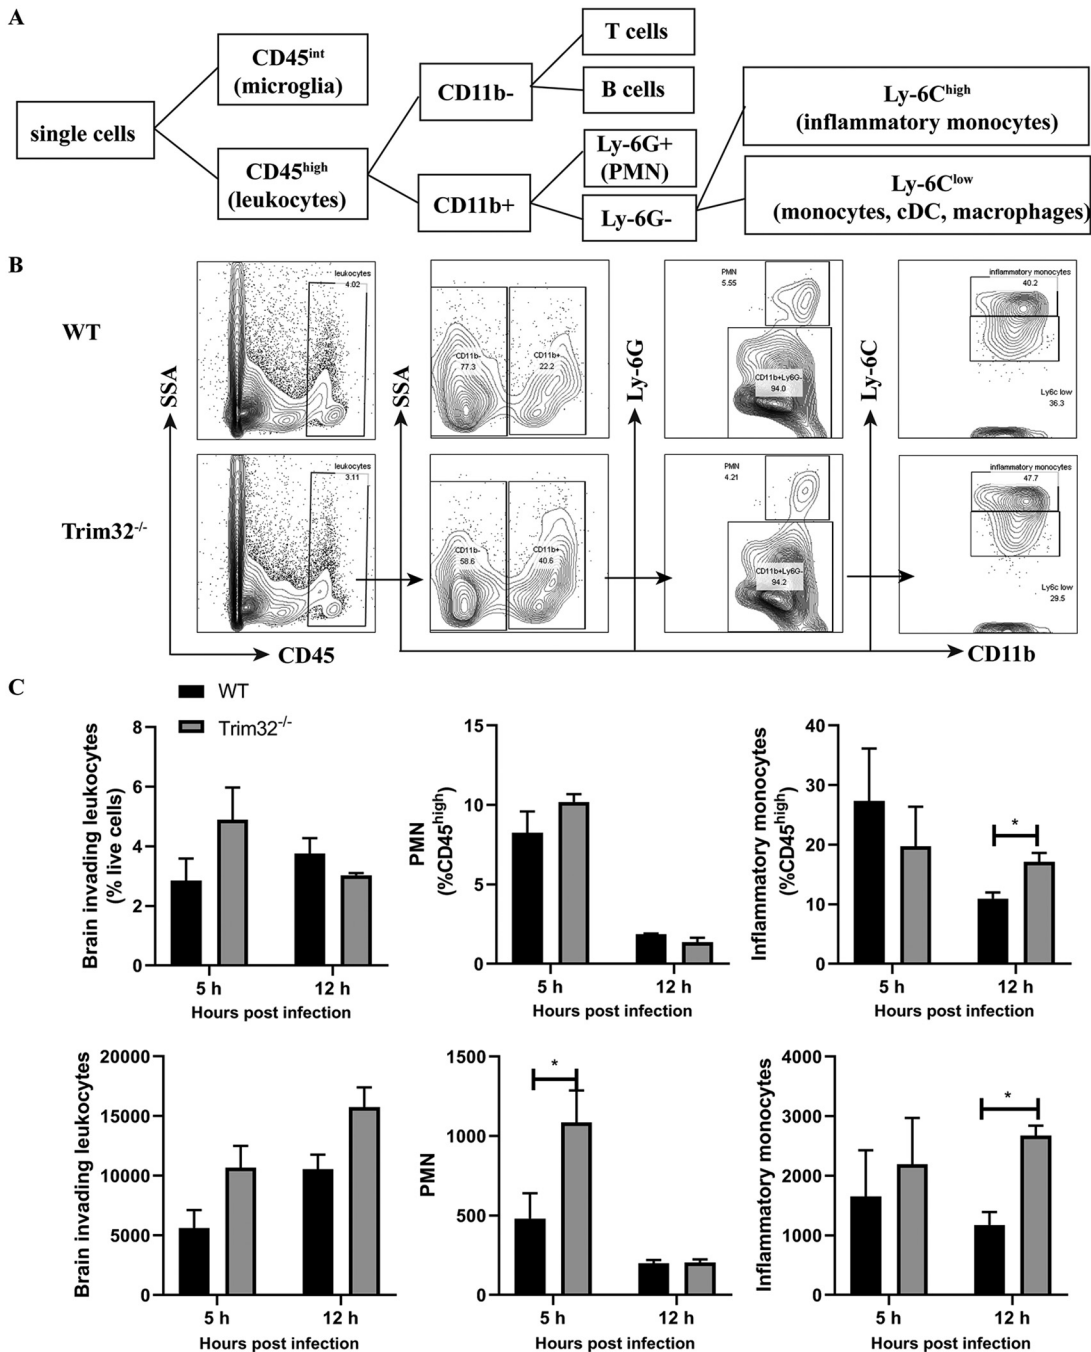 A
single cells
CD45int
(microglia)
CD45high
(leukocytes)
CD11b-
CD11b+
T cells
B cells
Ly-6G+
(PMN)
Ly-6G-
Ly-6Chigh
(inflammatory monocytes)
Ly-6Clow
(monocytes, cDC, macrophages)
B
WT
SSA
leukocytes
4.02
SSA
CD11b-
77.3
CD11b+
22.2
Ly-6G
PMN
5.55
CD11b+Ly6G-
94.0
Ly-6C
inflammatory monocytes
40.2
Ly6c low
36.3
Trim32-/-
leukocytes
3.11
CD11b-
58.6
CD11b+
40.6
PMN
4.21
CD11b+Ly6G-
94.2
inflammatory monocytes
47.7
Ly6c low
29.5
CD45
CD11b
C
WT
Trim32-/-
Brain invading leukocytes
(% live cells)
8
6
4
2
0
5 h
12 h
Hours post infection
PMN
(%CD45high)
15
10
5
0
5 h
12 h
Hours post infection
Inflammatory monocytes
(%CD45high)
40
30
20
10
0
*
5 h
12 h
Hours post infection
Brain invading leukocytes
20000
15000
10000
5000
0
5 h
12 h
Hours post infection
PMN
1500
1000
500
0
*
5 h
12 h
Hours post infection
Inflammatory monocytes
4000
3000
2000
1000
0
*
5 h
12 h
Hours post infection